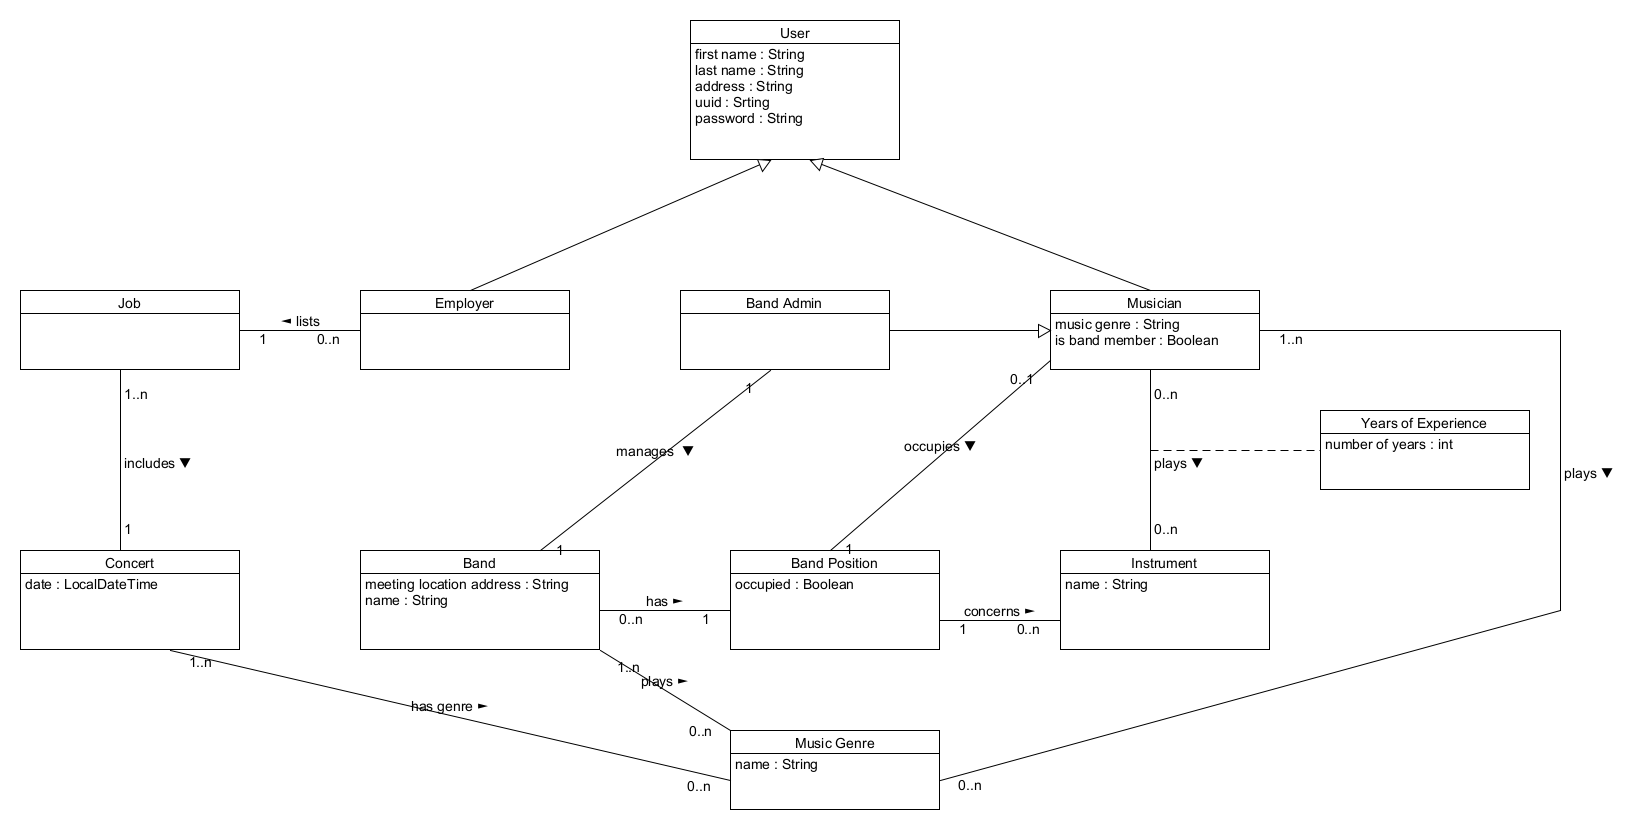 User
first name : String
last name : String
address : String
uuid : Srting
password : String
Job
Employer
◄ lists
1
0..n
Band Admin
Musician
music genre : String
is band member : Boolean
1..n
1..n
1
0..1
0..n
Years of Experience
number of years : int
includes ▼
manages ▼
occupies ▼
plays ▼
plays ▼
1
1
1
0..n
Concert
date : LocalDateTime
Band
meeting location address : String
name : String
has ►
0..n
1
Band Position
occupied : Boolean
concerns ►
1
0..n
Instrument
name : String
1..n
1..n
plays ►
has genre ►
0..n
0..n
0..n
Music Genre
name : String